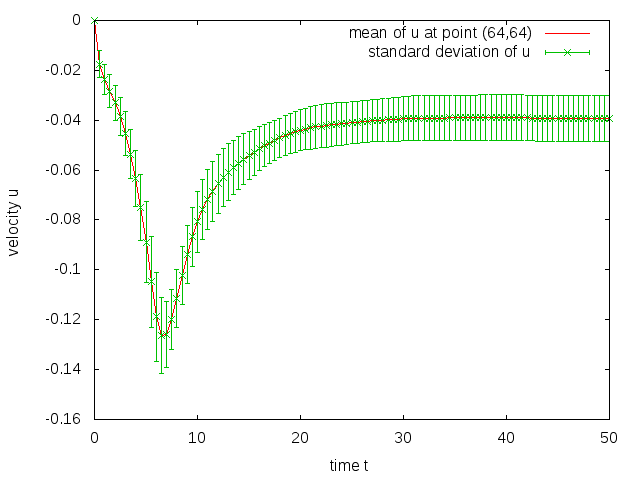 0
-0.02
-0.04
-0.06
-0.08
-0.1
-0.12
-0.14
-0.16
velocity u
mean of u at point (64,64)
standard deviation of u
0 10 20 30 40 50
time t